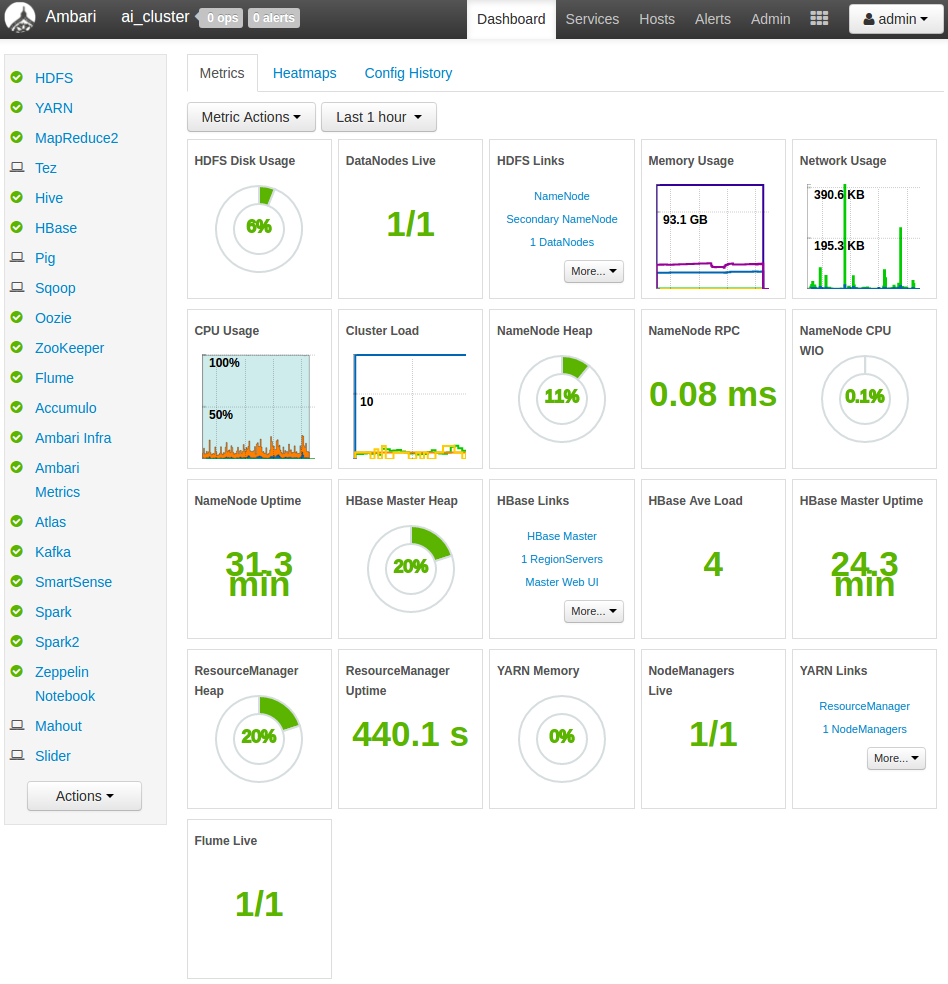 Ambari ai_cluster 0 ops 0 alerts Dashboard Services Hosts Alerts Admin admin
HDFS
YARN
MapReduce2
Tez
Hive
HBase
Pig
Sqoop
Oozie
ZooKeeper
Flume
Accumulo
Ambari Infra
Ambari
Metrics
Atlas
Kafka
SmartSense
Spark
Spark2
Zeppelin
Notebook
Mahout
Slider
Actions
Metrics Heatmaps Config History
Metric Actions Last 1 hour
HDFS Disk Usage
6%
DataNodes Live
1/1
HDFS Links
NameNode
Secondary NameNode
1 DataNodes
More...
Memory Usage
93.1 GB
Network Usage
390.6 KB
195.3 KB
CPU Usage
100%
50%
Cluster Load
10
NameNode Heap
11%
NameNode RPC
0.08 ms
NameNode CPU
WIO
0.1%
NameNode Uptime
31.3
min
HBase Master Heap
20%
HBase Links
HBase Master
1 RegionServers
Master Web UI
More...
HBase Ave Load
4
HBase Master Uptime
24.3
min
ResourceManager
Heap
20%
ResourceManager
Uptime
440.1 s
YARN Memory
0%
NodeManagers
Live
1/1
YARN Links
ResourceManager
1 NodeManagers
More...
Flume Live
1/1